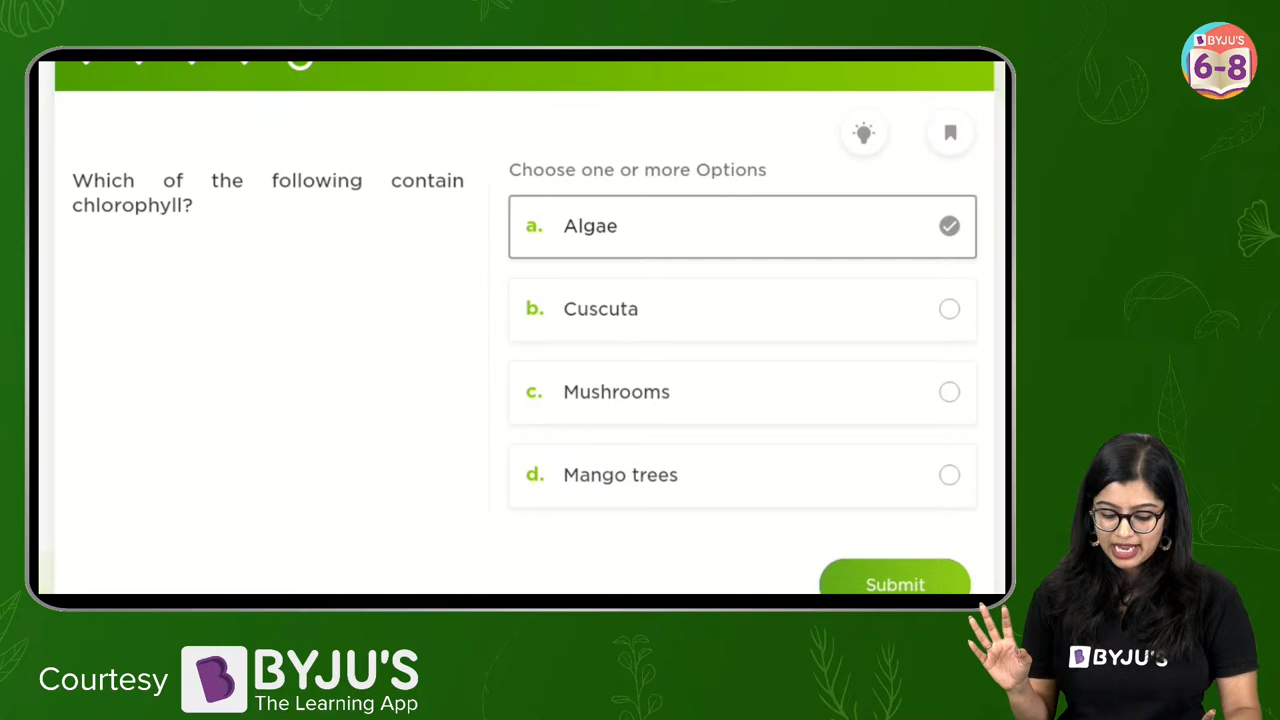 BYJU'S
6-8
Which of the following contain
chlorophyll?
Choose one or more Options
a. Algae
b. Cuscuta
c. Mushrooms
d. Mango trees
Submit
BYJU'S
Courtesy BYJU'S
The Learning App